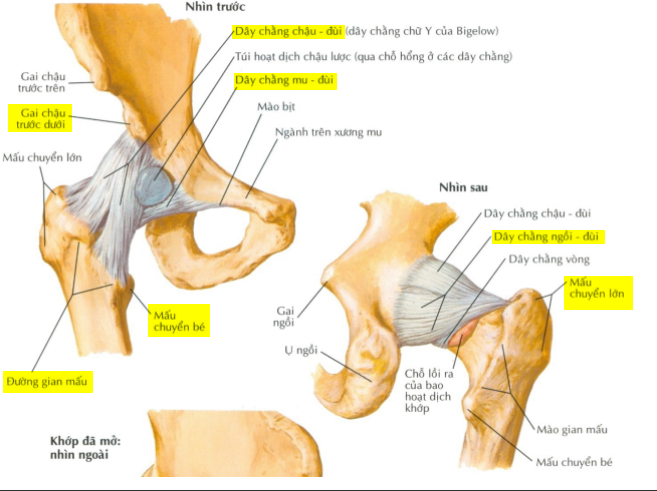 Nhìn trước
Dây chằng chậu - đùi (dây chằng chữ Y của Bigelow)
Túi hoạt dịch chậu lược (qua chỗ hổng ở các dây chằng)
Dây chằng mu - đùi
Gai chậu
trước trên
Mào bịt
Gai chậu
trước dưới
Ngành trên xương mu
Mấu chuyển lớn
Nhìn sau
Dây chằng chậu - đùi
Dây chằng ngồi - đùi
Dây chằng vòng
Mấu
chuyển lớn
Mấu
chuyển bé
Gai
ngồi
Ụ ngồi
Đường gian mấu
Chỗ lồi ra
của bao
hoạt dịch
khớp
Mào gian mấu
Khớp đã mở:
nhìn ngoài
Mấu chuyển bé